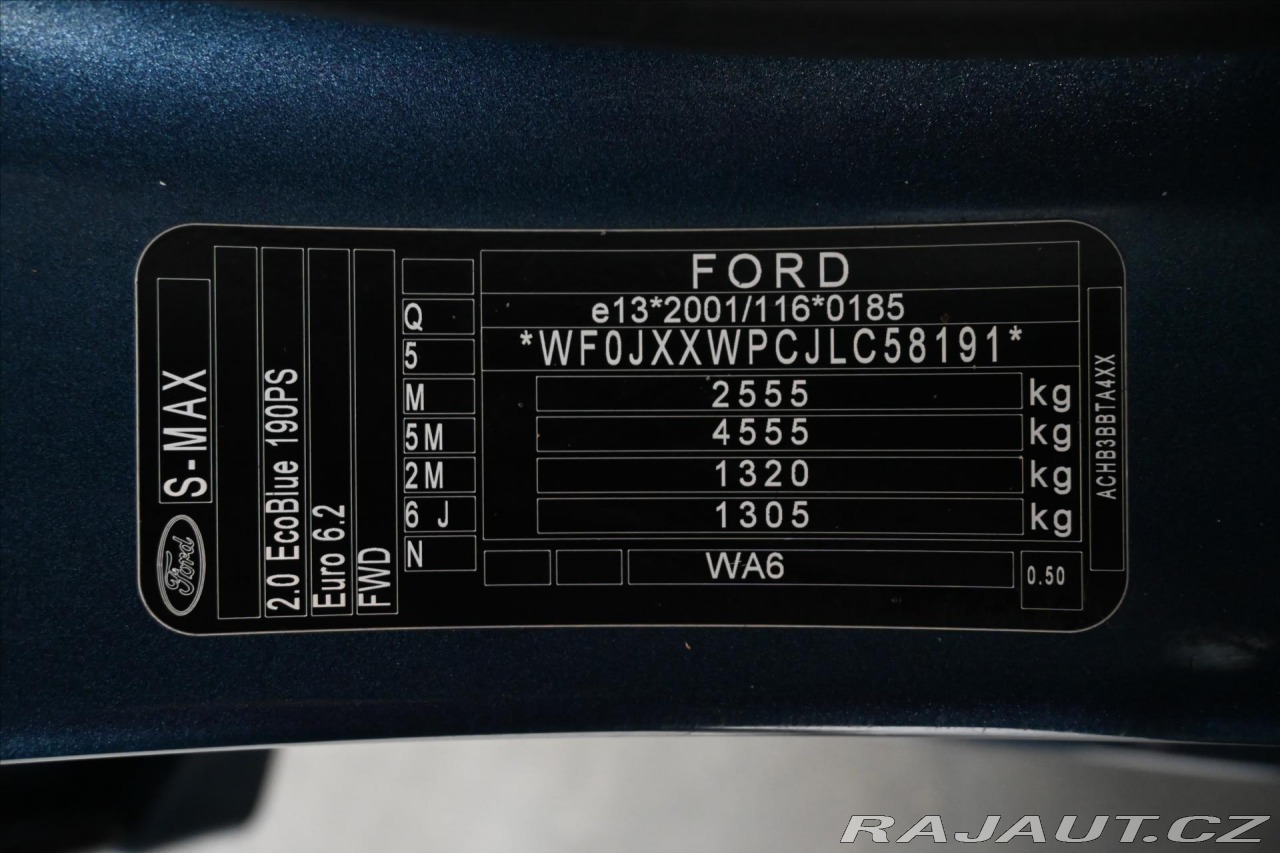 FORD
e13*2001/116*0185
*WF0JXXWPCJLC58191*
2555 kg
4555 kg
1320 kg
1305 kg
WA6
0.50
Q
5
M
5M
2M
6 J
N
Ford
S-MAX
2.0 EcoBlue 190PS
Euro 6.2
FWD
ACHB3BBTA4XX
RAJAUT.CZ